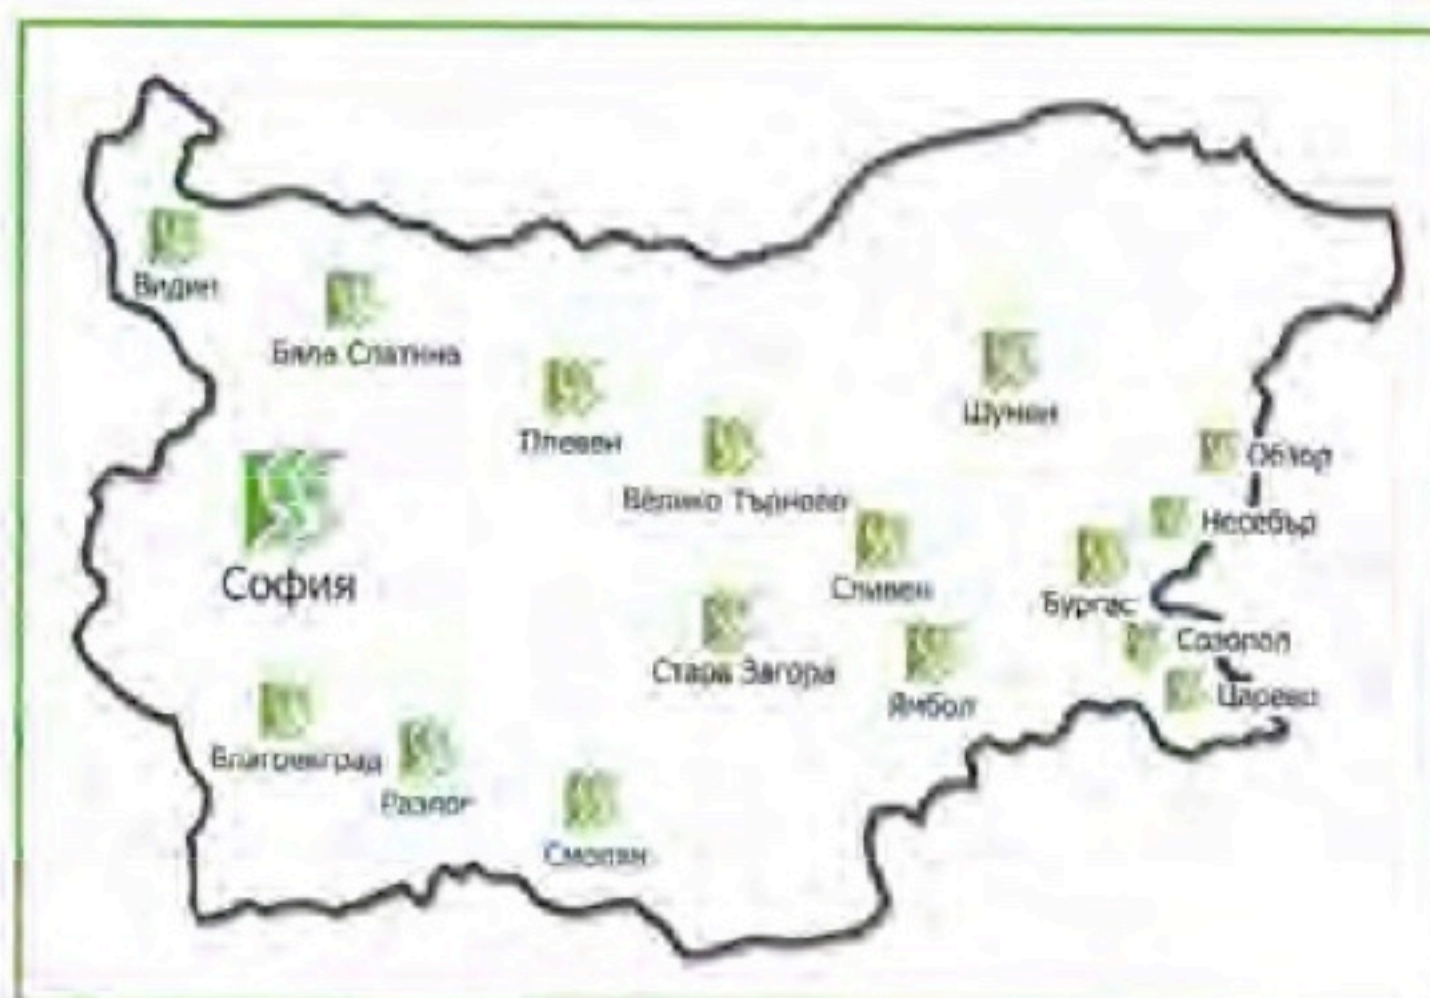 Видин
Бяла Слатина
Плевен
Шумен
Обзор
Велико Търново
Несебър
София
Сливен
Бургас
Созопол
Стара Загора
Ямбол
Царево
Благоевград
Разлог
Смолян